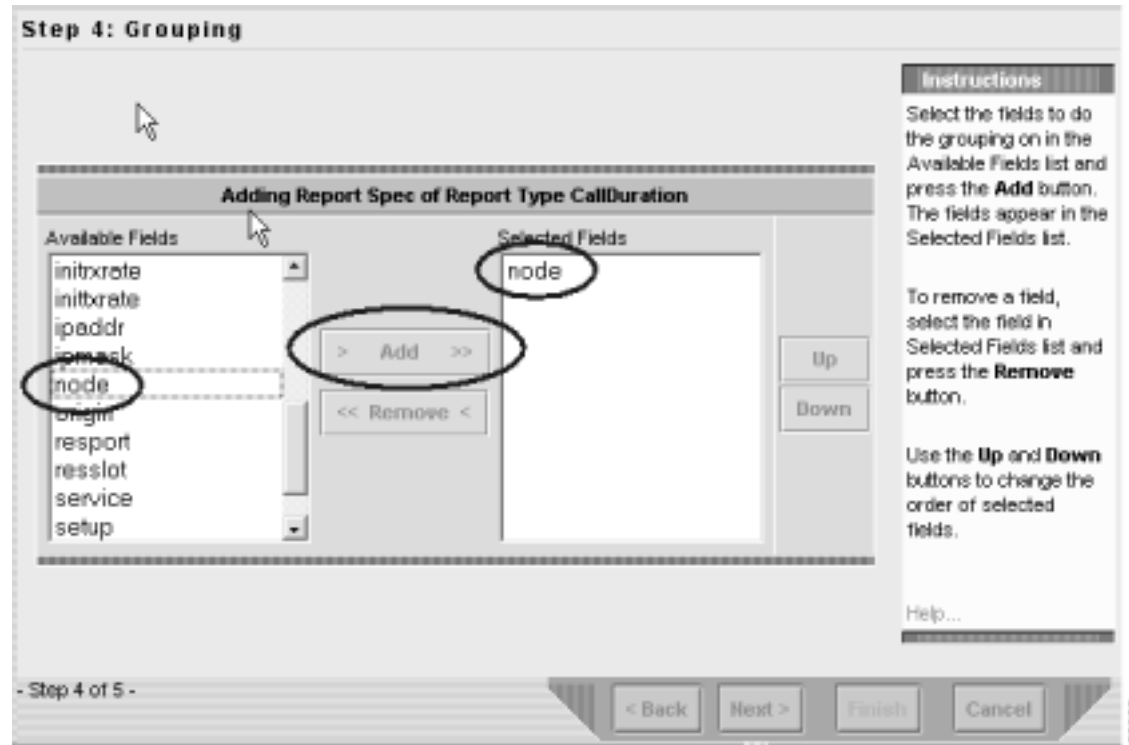 Step 4: Grouping
Instructions
Select the fields to do
the grouping on in the
Available Fields list and
press the Add button.
The fields appear in the
Selected Fields list.
To remove a field,
select the field in
Selected Fields list and
press the Remove
button.
Use the Up and Down
buttons to change the
order of selected
fields.
Help...
Adding Report Spec of Report Type CallDuration
Available Fields
initrxrate
inittxrate
ipaddr
ipmask
node
origin
resport
resslot
service
setup
> Add >>
<< Remove <
Selected Fields
node
Up
Down
- Step 4 of 5 -
< Back
Next >
Finish
Cancel